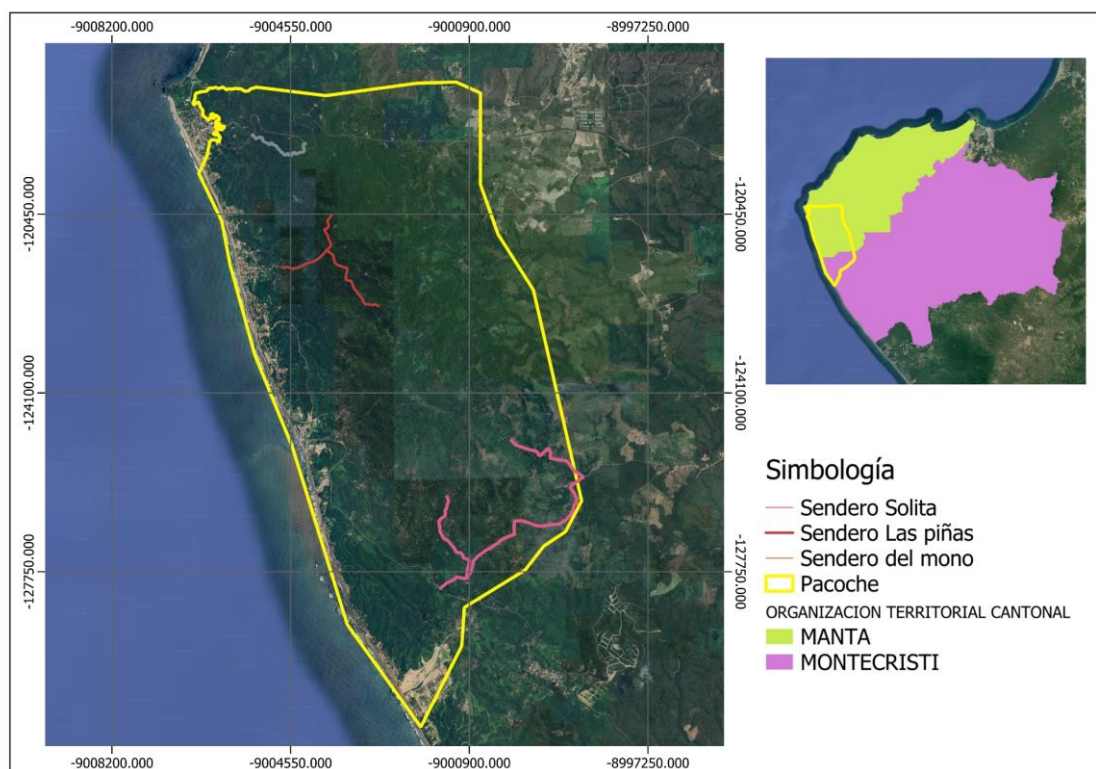 -9008200.000 -9004550.000 -9000900.000 -8997250.000
-120450.000 -120450.000
-124100.000 -124100.000
-127750.000 -127750.000
-9008200.000 -9004550.000 -9000900.000 -8997250.000
Simbología
Sendero Solita
Sendero Las piñas
Sendero del mono
Pacoche
ORGANIZACION TERRITORIAL CANTONAL
MANTA
MONTECRISTI